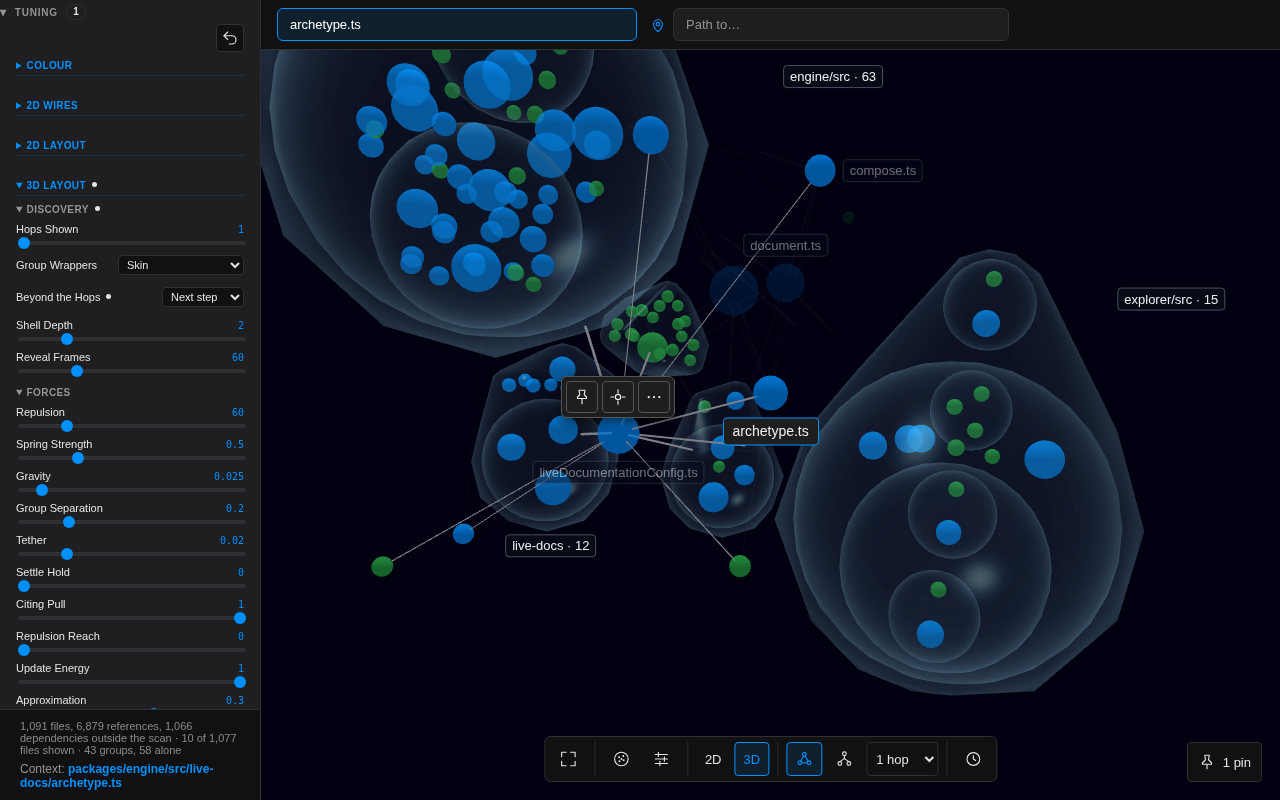 TUNING 1
archetype.ts
Path to…
COLOUR
2D WIRES
2D LAYOUT
3D LAYOUT
DISCOVERY
Hops Shown 1
Group Wrappers Skin
Beyond the Hops Next step
Shell Depth 2
Reveal Frames 60
FORCES
Repulsion 60
Spring Strength 0.5
Gravity 0.025
Group Separation 0.2
Tether 0.02
Settle Hold 0
Citing Pull 1
Repulsion Reach 0
Update Energy 1
Approximation 0.3
1,091 files, 6,879 references, 1,066
dependencies outside the scan · 10 of 1,077
files shown · 43 groups, 58 alone
Context: packages/engine/src/live-
docs/archetype.ts
engine/src · 63
compose.ts
document.ts
explorer/src · 15
archetype.ts
liveDocumentationConfig.ts
live-docs · 12
2D 3D 1 hop
1 pin